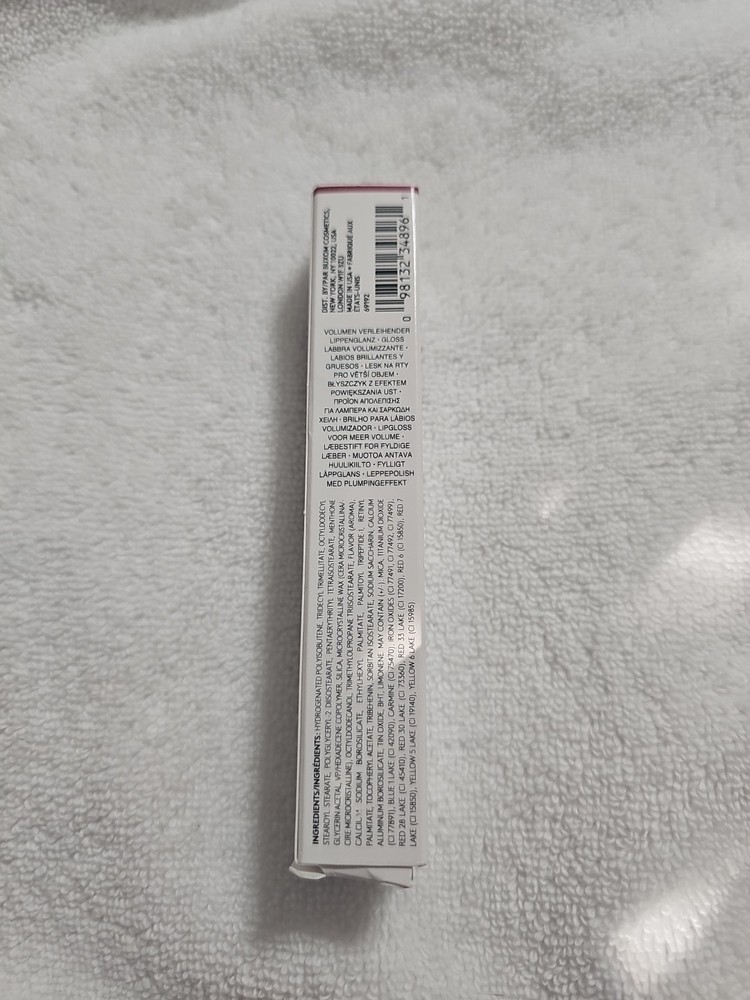 DIST. BY/PAR BUXOM COSMETICS,
NEW YORK, NY 10022, USA
LONDON W1T 1ZU
MADE IN USA • FABRIQUÉ AUX
ÉTATS-UNIS
69192
0 98132 34896 1
VOLUMEN VERLEIHENDER
LIPPENGLANZ • GLOSS
LABBRA VOLUMIZZANTE •
LABIOS BRILLANTES Y
GRUESOS • LESK NA RTY
PRO VĚTŠÍ OBJEM •
BŁYSZCZYK Z EFEKTEM
POWIĘKSZANIA UST •
ΠΡΟΪΟΝ ΑΠΟΛΕΠΙΣΗΣ
ΓΙΑ ΛΑΜΠΕΡΑ ΚΑΙ ΣΑΡΚΩΔΗ
ΧΕΙΛΗ • BRILHO PARA LÁBIOS
VOLUMIZADOR • LIPGLOSS
VOOR MEER VOLUME •
LÆBESTIFT FOR FYLDIGE
LÆBER • MUOTOA ANTAVA
HUULIKIILTO • FYLLIGT
LÄPPGLANS • LEPPEPOLISH
MED PLUMPINGEFFEKT
INGREDIENTS/INGRÉDIENTS: HYDROGENATED POLYISOBUTENE, TRIDECYL TRIMELLITATE, OCTYLDODECYL
STEAROYL STEARATE, POLYGLYCERYL-2 DIISOSTEARATE, PENTAERYTHRITYL TETRAISOSTEARATE, MENTHONE
GLYCERIN ACETAL, VP/HEXADECENE COPOLYMER, SILICA, MICROCRYSTALLINE WAX (CERA MICROCRISTALLINA/
CIRE MICROCRISTALLINE), OCTYLDODECANOL, TRIMETHYLOLPROPANE TRIISOSTEARATE, FLAVOR (AROMA),
CALCIUM SODIUM BOROSILICATE, ETHYLHEXYL PALMITATE, PALMITOYL TRIPEPTIDE-1, RETINYL
PALMITATE, TOCOPHERYL ACETATE, TRIBEHENIN, SORBITAN ISOSTEARATE, SODIUM SACCHARIN, CALCIUM
ALUMINUM BOROSILICATE, TIN OXIDE, BHT, LIMONENE. MAY CONTAIN (+/-): MICA, TITANIUM DIOXIDE
(CI 77891), BLUE 1 LAKE (CI 42090), CARMINE (CI 75470), IRON OXIDES (CI 77491, CI 77492, CI 77499),
RED 28 LAKE (CI 45410), RED 30 LAKE (CI 73360), RED 33 LAKE (CI 17200), RED 6 (CI 15850), RED 7
LAKE (CI 15850), YELLOW 5 LAKE (CI 19140), YELLOW 6 LAKE (CI 15985)